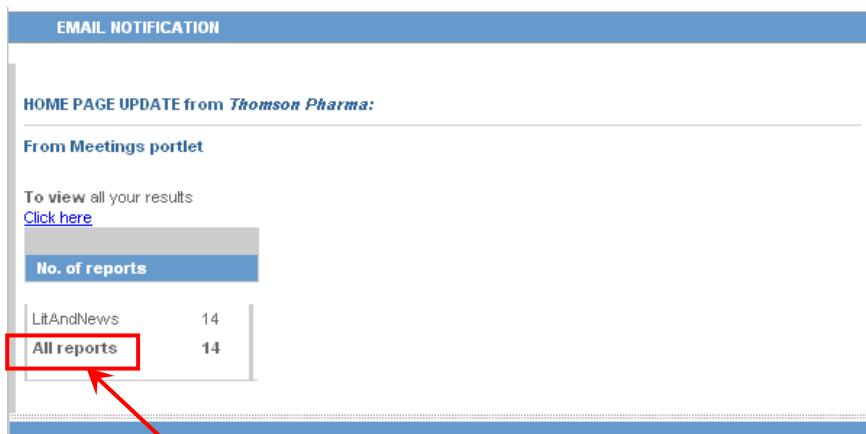 EMAIL NOTIFICATION
HOME PAGE UPDATE from Thomson Pharma:
From Meetings portlet
To view all your results
Click here
No. of reports
LitAndNews 14
All reports 14